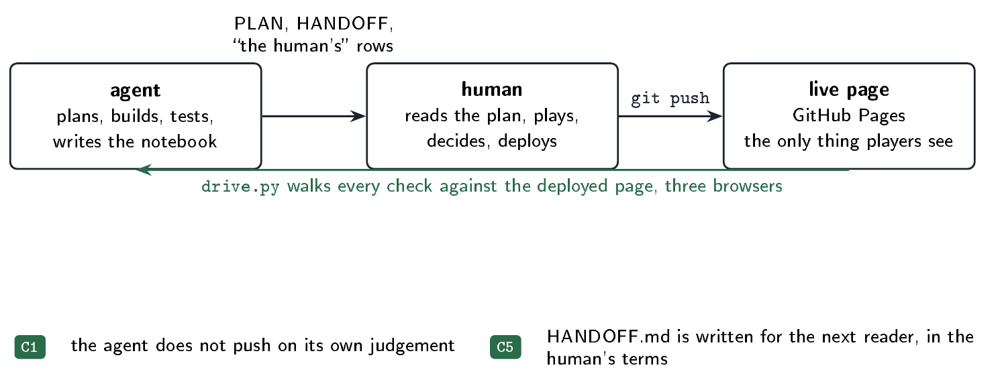 PLAN, HANDOFF,
“the human's” rows
agent
plans, builds, tests,
writes the notebook
human
reads the plan, plays,
decides, deploys
git push
live page
GitHub Pages
the only thing players see
drive.py walks every check against the deployed page, three browsers
C1 the agent does not push on its own judgement
C5 HANDOFF.md is written for the next reader, in the
human's terms